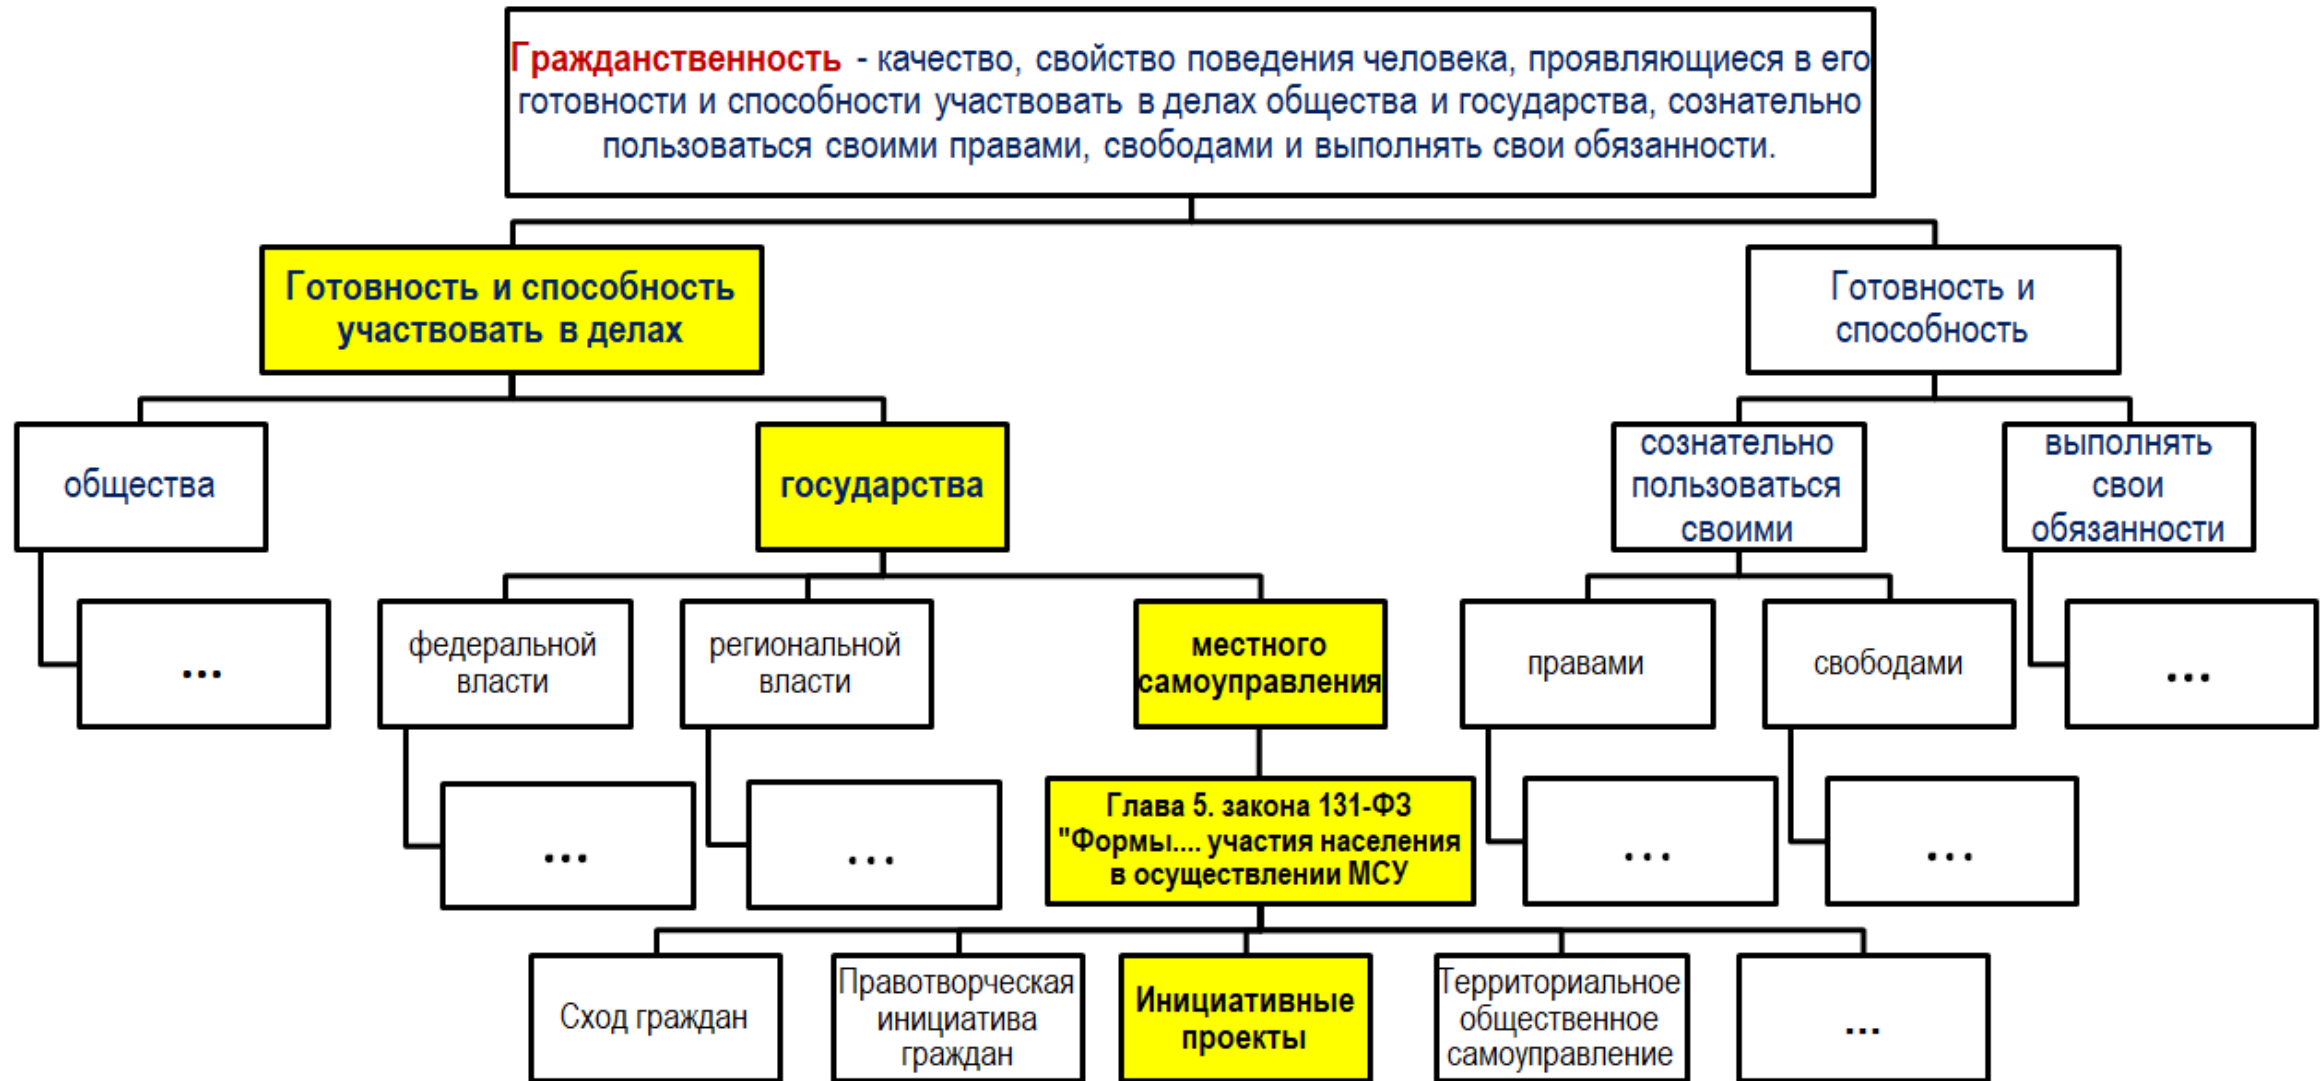 Гражданственность - качество, свойство поведения человека, проявляющиеся в его
готовности и способности участвовать в делах общества и государства, сознательно
пользоваться своими правами, свободами и выполнять свои обязанности.
Готовность и способность
участвовать в делах
Готовность и
способность
общества
государства
сознательно
пользоваться
своими
выполнять
свои
обязанности
...
федеральной
власти
региональной
власти
местного
самоуправления
правами
свободами
...
...
...
Глава 5. закона 131-ФЗ
"Формы.... участия населения
в осуществлении МСУ
...
...
Сход граждан
Правотворческая
инициатива
граждан
Инициативные
проекты
Территориальное
общественное
самоуправление
...